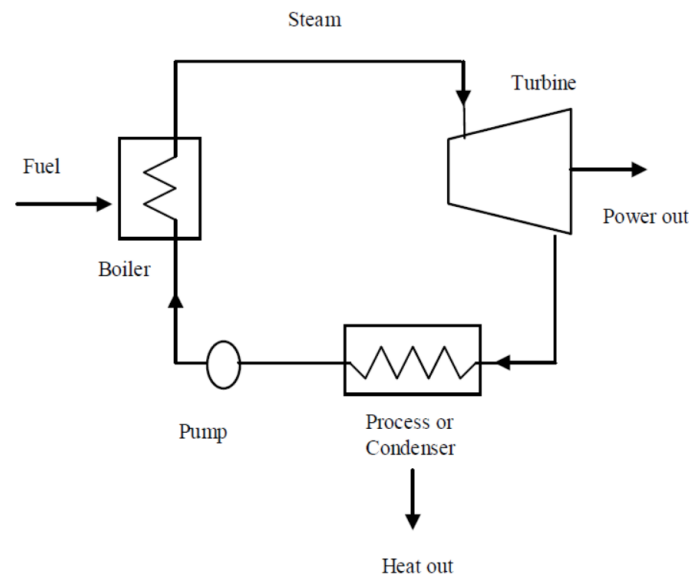 Steam
Turbine
Fuel
Power out
Boiler
Process or
Condenser
Pump
Heat out